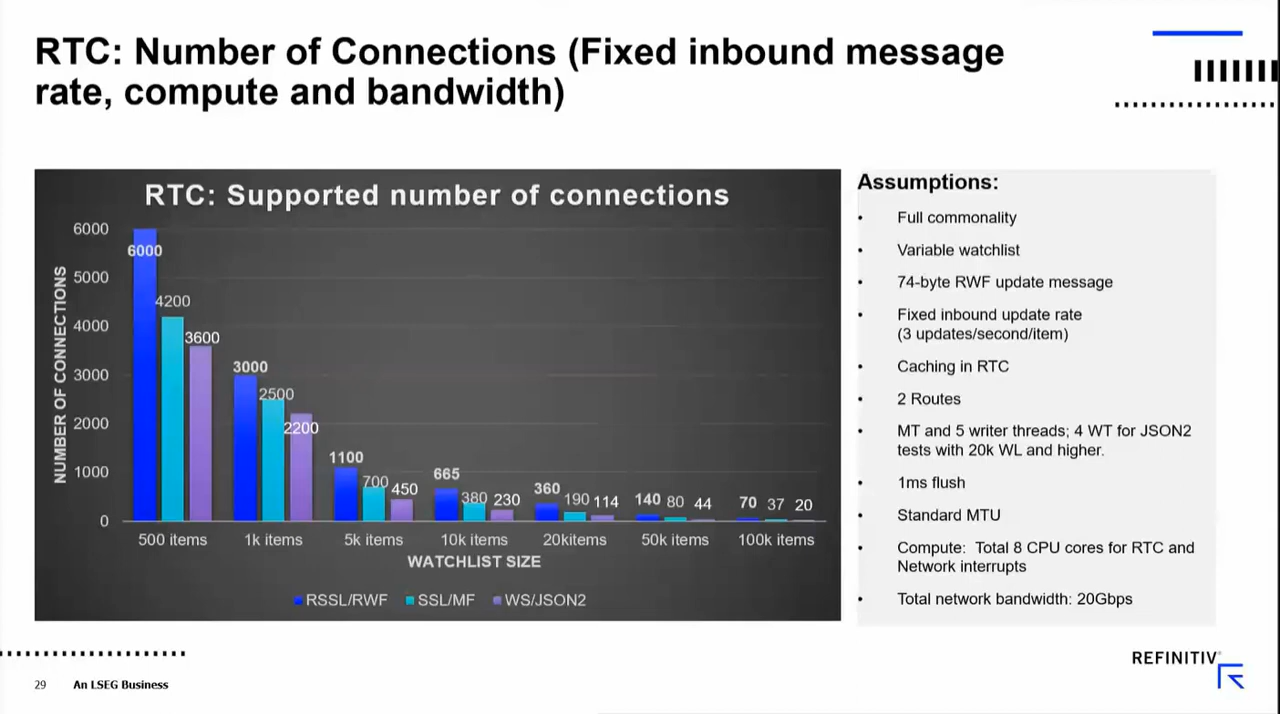 RTC: Number of Connections (Fixed inbound message
rate, compute and bandwidth)
RTC: Supported number of connections
NUMBER OF CONNECTIONS
6000
5000
4000
3000
2000
1000
0
6000
4200
3600
3000
2500
2200
1100
700
450
665
380
230
360
190
114
140
80
44
70
37
20
500 items
1k items
5k items
10k items
20kitems
50k items
100k items
WATCHLIST SIZE
RSSL/RWF
SSL/MF
WS/JSON2
Assumptions:
• Full commonality
• Variable watchlist
• 74-byte RWF update message
• Fixed inbound update rate
(3 updates/second/item)
• Caching in RTC
• 2 Routes
• MT and 5 writer threads; 4 WT for JSON2
tests with 20k WL and higher.
• 1ms flush
• Standard MTU
• Compute: Total 8 CPU cores for RTC and
Network interrupts
• Total network bandwidth: 20Gbps
REFINITIV
29 An LSEG Business